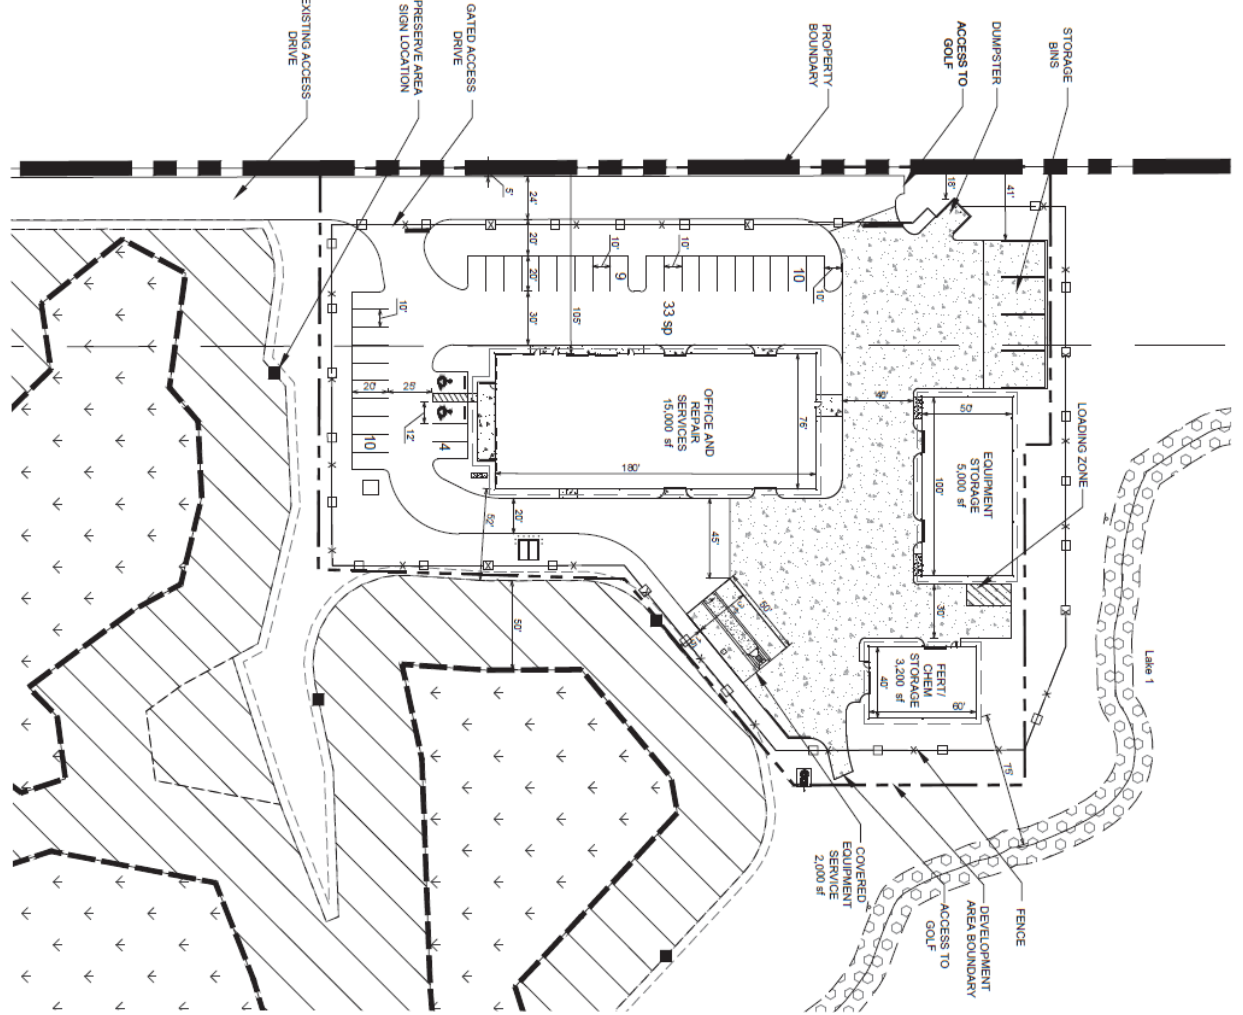 EXISTING ACCESS
DRIVE
PRESERVE AREA
SIGN LOCATION
GATED ACCESS
DRIVE
PROPERTY
BOUNDARY
ACCESS TO
GOLF
DUMPSTER
STORAGE
BINS
5'
24'
18'
41'
20'
10'
10'
20'
9
10
10'
10'
30'
105'
33 sp
20'
25'
12'
10
4
OFFICE AND
REPAIR
SERVICES
15,000 sf
76'
180'
40'
50'
EQUIPMENT
STORAGE
5,000 sf
100'
LOADING ZONE
52'
20'
45'
30'
50'
FERT/
CHEM
STORAGE
3,200 sf
40'
60'
75'
Lake 1
COVERED
EQUIPMENT
SERVICE
2,000 sf
ACCESS TO
GOLF
DEVELOPMENT
AREA BOUNDARY
FENCE